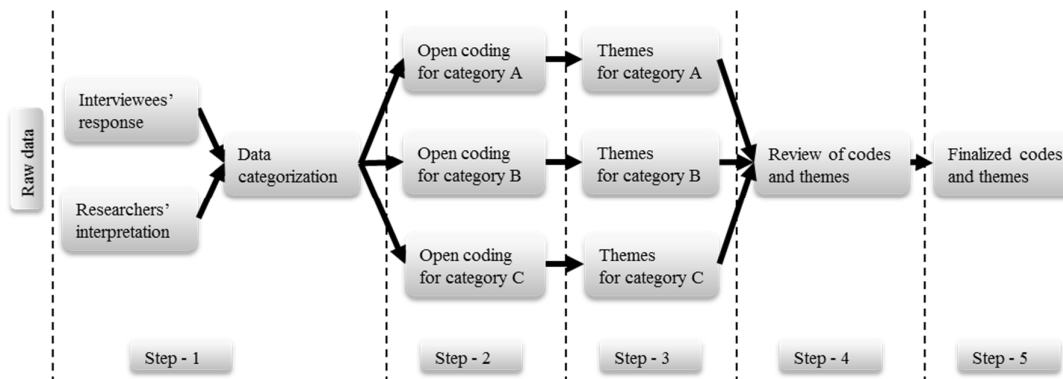 Raw data
Interviewees'
response
Researchers'
interpretation
Data
categorization
Open coding
for category A
Open coding
for category B
Open coding
for category C
Themes
for category A
Themes
for category B
Themes
for category C
Review of codes
and themes
Finalized codes
and themes
Step - 1
Step - 2
Step - 3
Step - 4
Step - 5